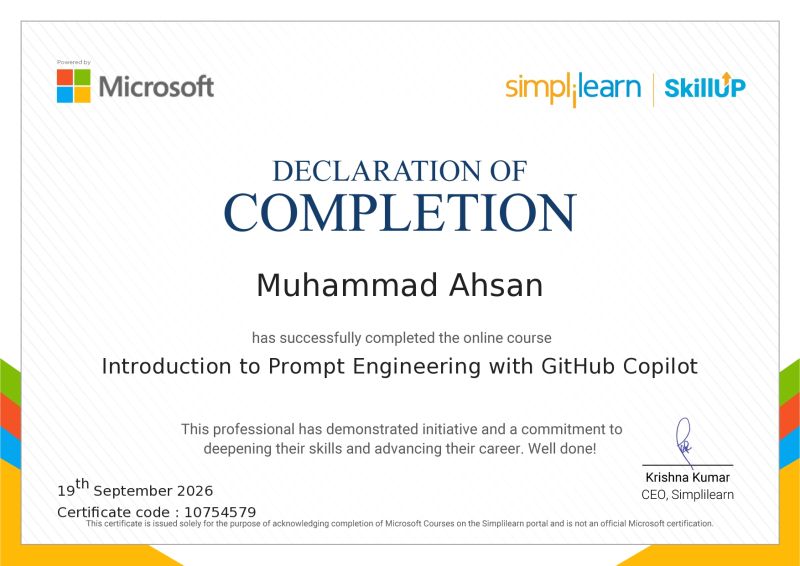 Powered by
Microsoft
simplilearn | SkillUP
DECLARATION OF
COMPLETION
Muhammad Ahsan
has successfully completed the online course
Introduction to Prompt Engineering with GitHub Copilot
This professional has demonstrated initiative and a commitment to
deepening their skills and advancing their career. Well done!
Krishna Kumar
CEO, Simplilearn
19th September 2026
Certificate code : 10754579
This certificate is issued solely for the purpose of acknowledging completion of Microsoft Courses on the Simplilearn portal and is not an official Microsoft certification.